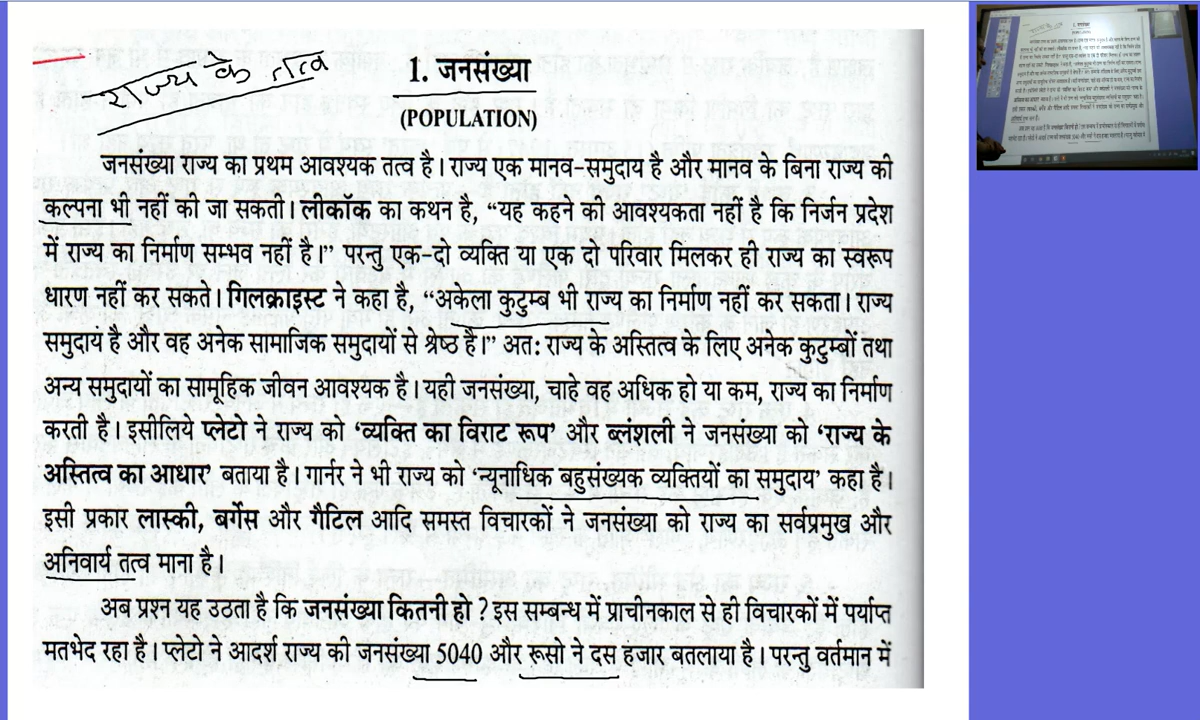 राज्य के तत्व
1. जनसंख्या
(POPULATION)
जनसंख्या राज्य का प्रथम आवश्यक तत्व है। राज्य एक मानव-समुदाय है और मानव के बिना राज्य की
कल्पना भी नहीं की जा सकती। लीकॉक का कथन है, “यह कहने की आवश्यकता नहीं है कि निर्जन प्रदेश
में राज्य का निर्माण सम्भव नहीं है।” परन्तु एक-दो व्यक्ति या एक दो परिवार मिलकर ही राज्य का स्वरूप
धारण नहीं कर सकते। गिलक्राइस्ट ने कहा है, “अकेला कुटुम्ब भी राज्य का निर्माण नहीं कर सकता। राज्य
समुदाय है और वह अनेक सामाजिक समुदायों से श्रेष्ठ है।” अत: राज्य के अस्तित्व के लिए अनेक कुटुम्बों तथा
अन्य समुदायों का सामूहिक जीवन आवश्यक है। यही जनसंख्या, चाहे वह अधिक हो या कम, राज्य का निर्माण
करती है। इसीलिये प्लेटो ने राज्य को ‘व्यक्ति का विराट रूप’ और ब्लंशली ने जनसंख्या को ‘राज्य के
अस्तित्व का आधार’ बताया है। गार्नर ने भी राज्य को ‘न्यूनाधिक बहुसंख्यक व्यक्तियों का समुदाय’ कहा है।
इसी प्रकार लास्की, बर्गेस और गैटिल आदि समस्त विचारकों ने जनसंख्या को राज्य का सर्वप्रमुख और
अनिवार्य तत्व माना है।
अब प्रश्न यह उठता है कि जनसंख्या कितनी हो ? इस सम्बन्ध में प्राचीनकाल से ही विचारकों में पर्याप्त
मतभेद रहा है। प्लेटो ने आदर्श राज्य की जनसंख्या 5040 और रूसो ने दस हजार बतलाया है। परन्तु वर्तमान में